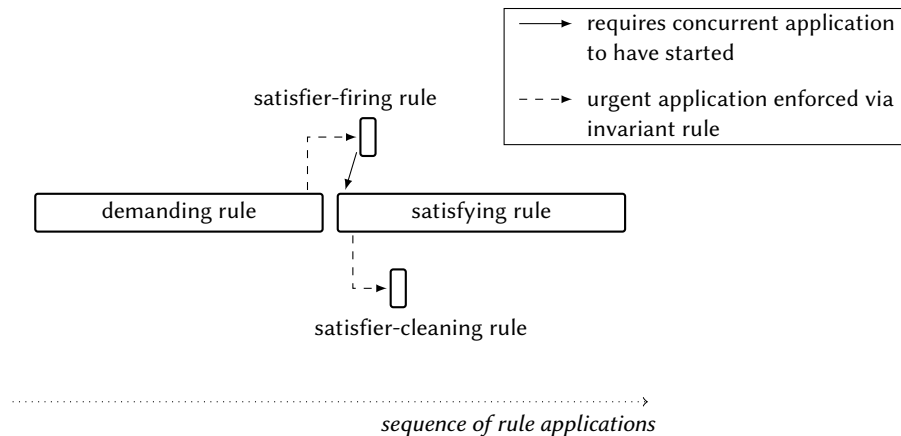 requires concurrent application
to have started
urgent application enforced via
invariant rule
satisfier-firing rule
demanding rule
satisfying rule
satisfier-cleaning rule
sequence of rule applications